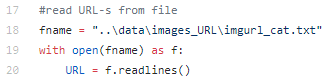 17 #read URL-s from file
18 fname = "..\data\images_URL\imgurl_cat.txt"
19 with open(fname) as f:
20 URL = f.readlines()